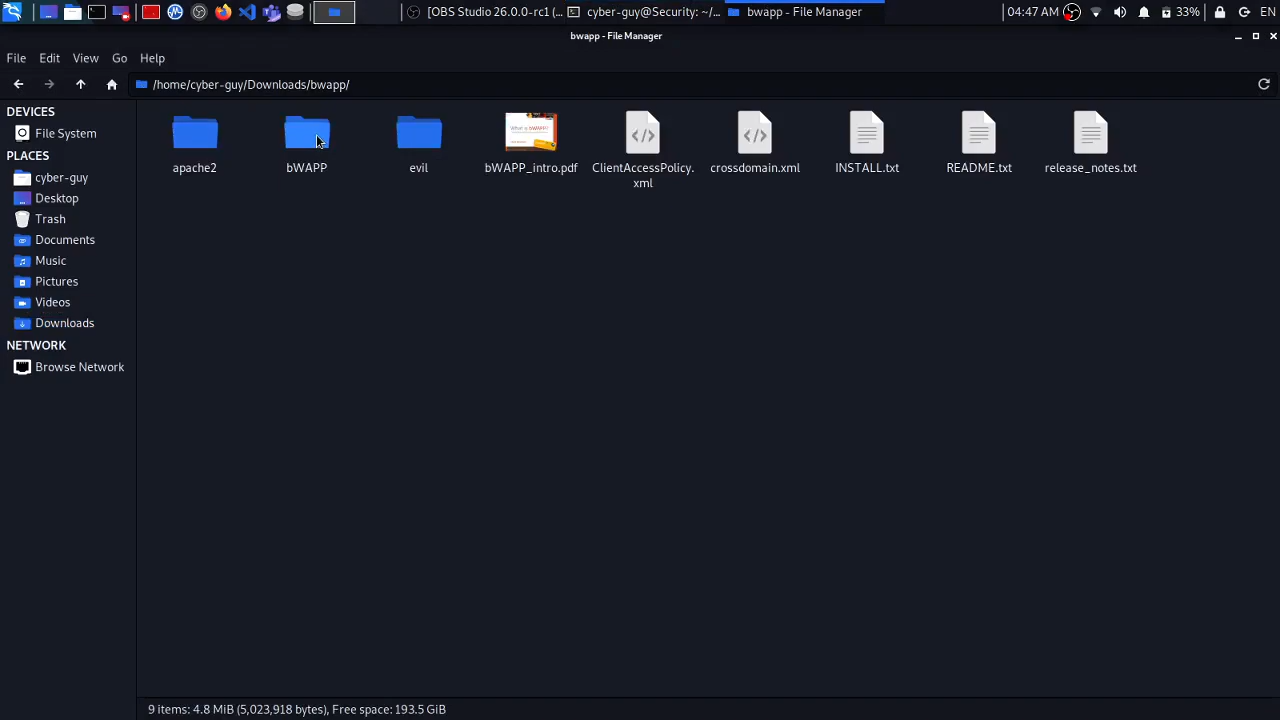 [OBS Studio 26.0.0-rc1 (... cyber-guy@Security: ~/... bwapp - File Manager 04:47 AM 33% EN
bwapp - File Manager
File Edit View Go Help
/home/cyber-guy/Downloads/bwapp/
DEVICES
File System
PLACES
cyber-guy
Desktop
Trash
Documents
Music
Pictures
Videos
Downloads
NETWORK
Browse Network
apache2 bWAPP evil bWAPP_intro.pdf ClientAccessPolicy. crossdomain.xml INSTALL.txt README.txt release_notes.txt
xml
9 items: 4.8 MiB (5,023,918 bytes), Free space: 193.5 GiB